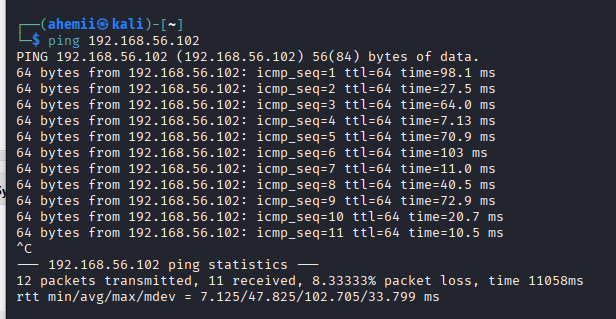 ┌──(ahemii㉿kali)-[~]
└─$ ping 192.168.56.102
PING 192.168.56.102 (192.168.56.102) 56(84) bytes of data.
64 bytes from 192.168.56.102: icmp_seq=1 ttl=64 time=98.1 ms
64 bytes from 192.168.56.102: icmp_seq=2 ttl=64 time=27.5 ms
64 bytes from 192.168.56.102: icmp_seq=3 ttl=64 time=64.0 ms
64 bytes from 192.168.56.102: icmp_seq=4 ttl=64 time=7.13 ms
64 bytes from 192.168.56.102: icmp_seq=5 ttl=64 time=70.9 ms
64 bytes from 192.168.56.102: icmp_seq=6 ttl=64 time=103 ms
64 bytes from 192.168.56.102: icmp_seq=7 ttl=64 time=11.0 ms
64 bytes from 192.168.56.102: icmp_seq=8 ttl=64 time=40.5 ms
64 bytes from 192.168.56.102: icmp_seq=9 ttl=64 time=72.9 ms
64 bytes from 192.168.56.102: icmp_seq=10 ttl=64 time=20.7 ms
64 bytes from 192.168.56.102: icmp_seq=11 ttl=64 time=10.5 ms
^C
--- 192.168.56.102 ping statistics ---
12 packets transmitted, 11 received, 8.33333% packet loss, time 11058ms
rtt min/avg/max/mdev = 7.125/47.825/102.705/33.799 ms